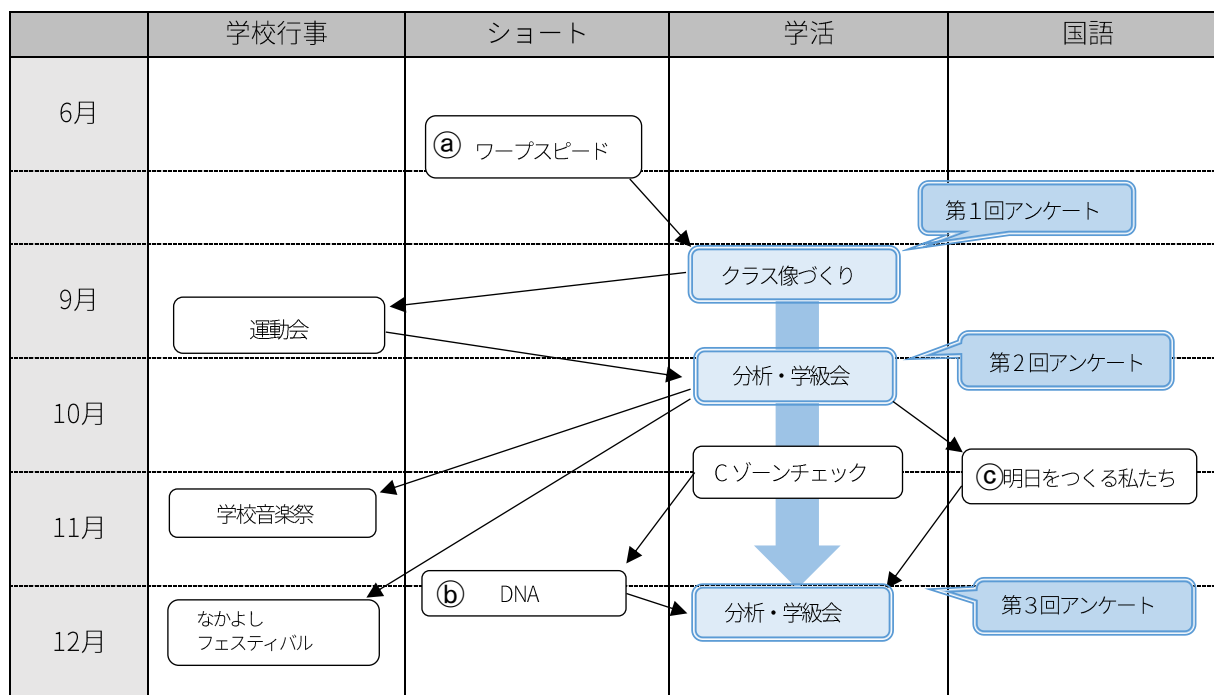 学校行事
ショート
学活
国語
6月
ⓐ ワープスピード
第1回アンケート
9月
クラス像づくり
運動会
分析・学級会
第2回アンケート
10月
Cゾーンチェック
ⓒ明日をつくる私たち
11月
学校音楽祭
ⓑ DNA
分析・学級会
第3回アンケート
12月
なかよし
フェスティバル